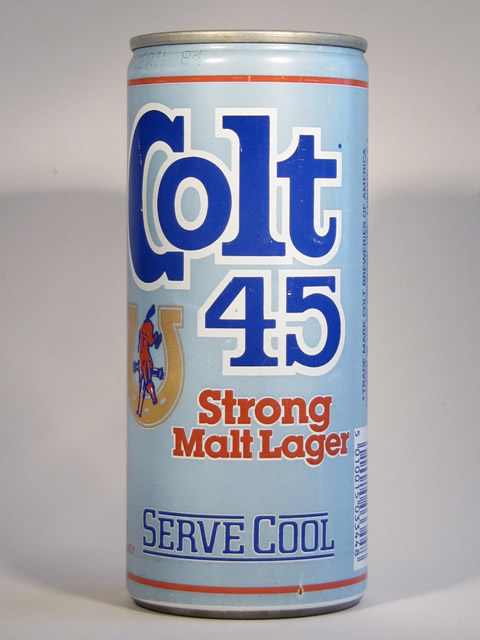 Colt
45
Strong
Malt Lager
SERVE COOL
*TRADE MARK COLT BREWERIES OF AMERICA